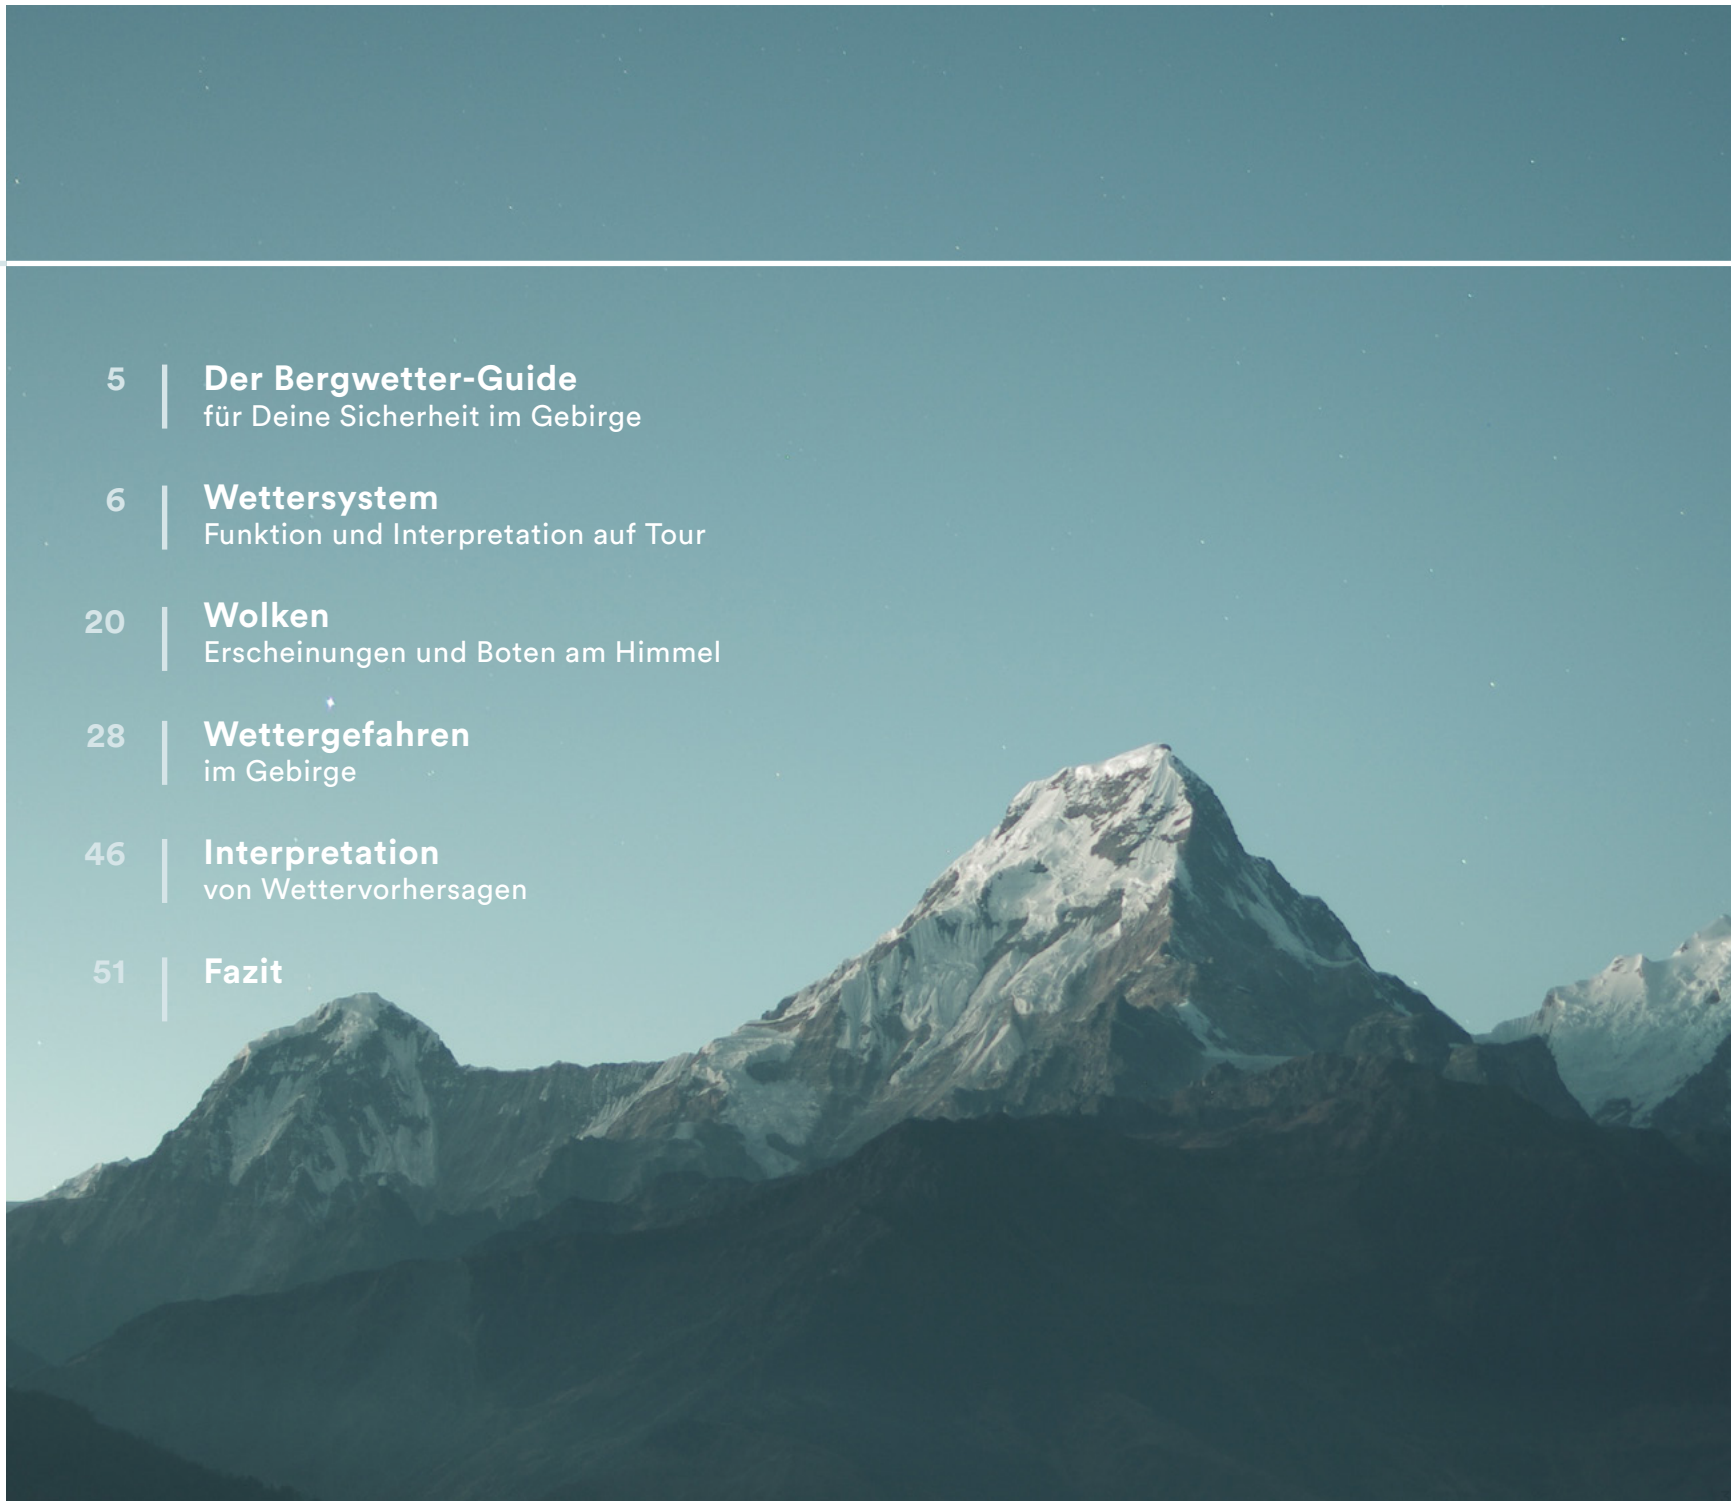 5
Der Bergwetter-Guide
für Deine Sicherheit im Gebirge
6
Wettersystem
Funktion und Interpretation auf Tour
20
Wolken
Erscheinungen und Boten am Himmel
28
Wettergefahren
im Gebirge
46
Interpretation
von Wettervorhersagen
51
Fazit